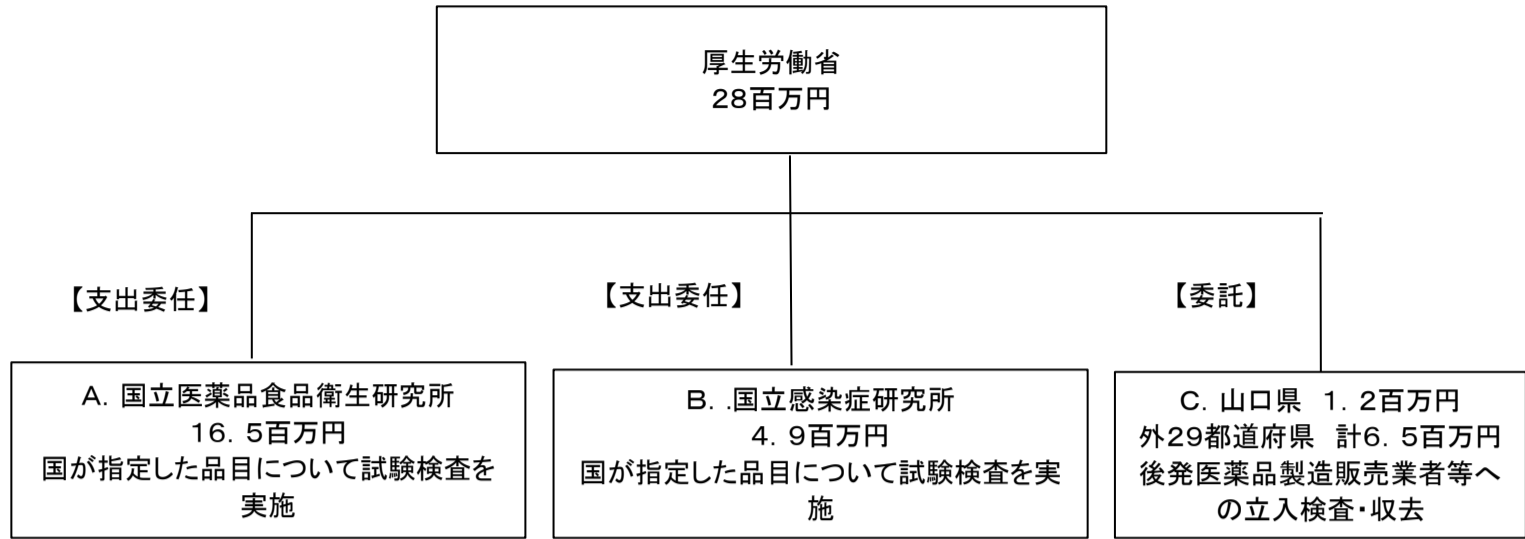 厚生労働省
28百万円
【支出委任】
【支出委任】
【委託】
A．国立医薬品食品衛生研究所
16．5百万円
国が指定した品目について試験検査を
実施
B．.国立感染症研究所
4．9百万円
国が指定した品目について試験検査を実
施
C．山口県　1．2百万円
外29都道府県　計6．5百万円
後発医薬品製造販売業者等へ
の立入検査・収去